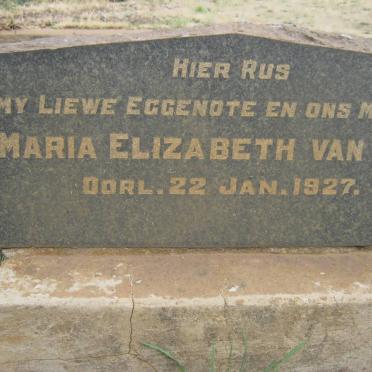 HIER RUS
MY LIEWE EGGENOTE EN ONS
MARIA ELIZABETH VAN
OORL. 22 JAN. 1927.